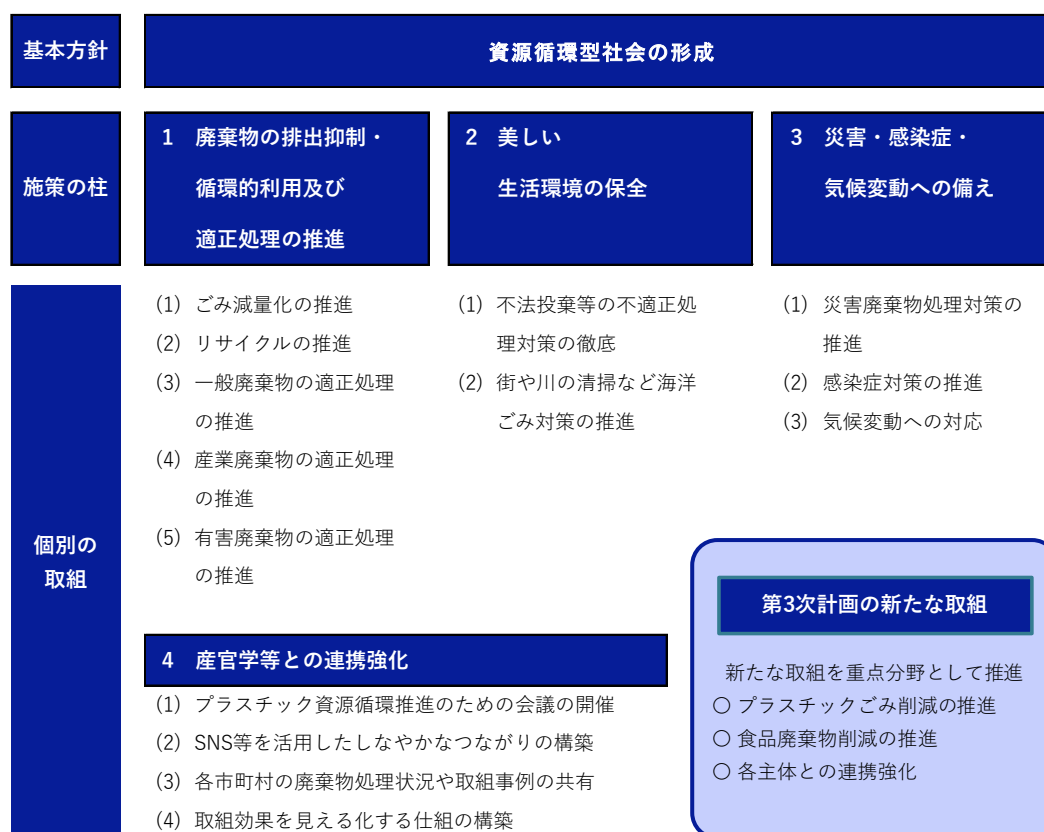 基本方針
資源循環型社会の形成
施策の柱
1 廃棄物の排出抑制・
循環的利用及び
適正処理の推進
2 美しい
生活環境の保全
3 災害・感染症・
気候変動への備え
個別の
取組
(1) ごみ減量化の推進
(2) リサイクルの推進
(3) 一般廃棄物の適正処理
の推進
(4) 産業廃棄物の適正処理
の推進
(5) 有害廃棄物の適正処理
の推進
(1) 不法投棄等の不適正処
理対策の徹底
(2) 街や川の清掃など海洋
ごみ対策の推進
(1) 災害廃棄物処理対策の
推進
(2) 感染症対策の推進
(3) 気候変動への対応
4 産官学等との連携強化
(1) プラスチック資源循環推進のための会議の開催
(2) SNS等を活用したしなやかなつながりの構築
(3) 各市町村の廃棄物処理状況や取組事例の共有
(4) 取組効果を見える化する仕組の構築
第3次計画の新たな取組
新たな取組を重点分野として推進
〇 プラスチックごみ削減の推進
〇 食品廃棄物削減の推進
〇 各主体との連携強化